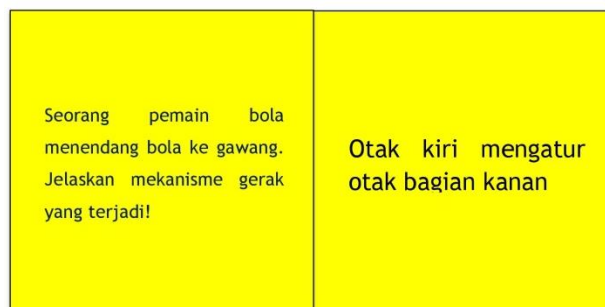 Seorang pemain bola
menendang bola ke gawang.
Jelaskan mekanisme gerak
yang terjadi!
Otak kiri mengatur
otak bagian kanan